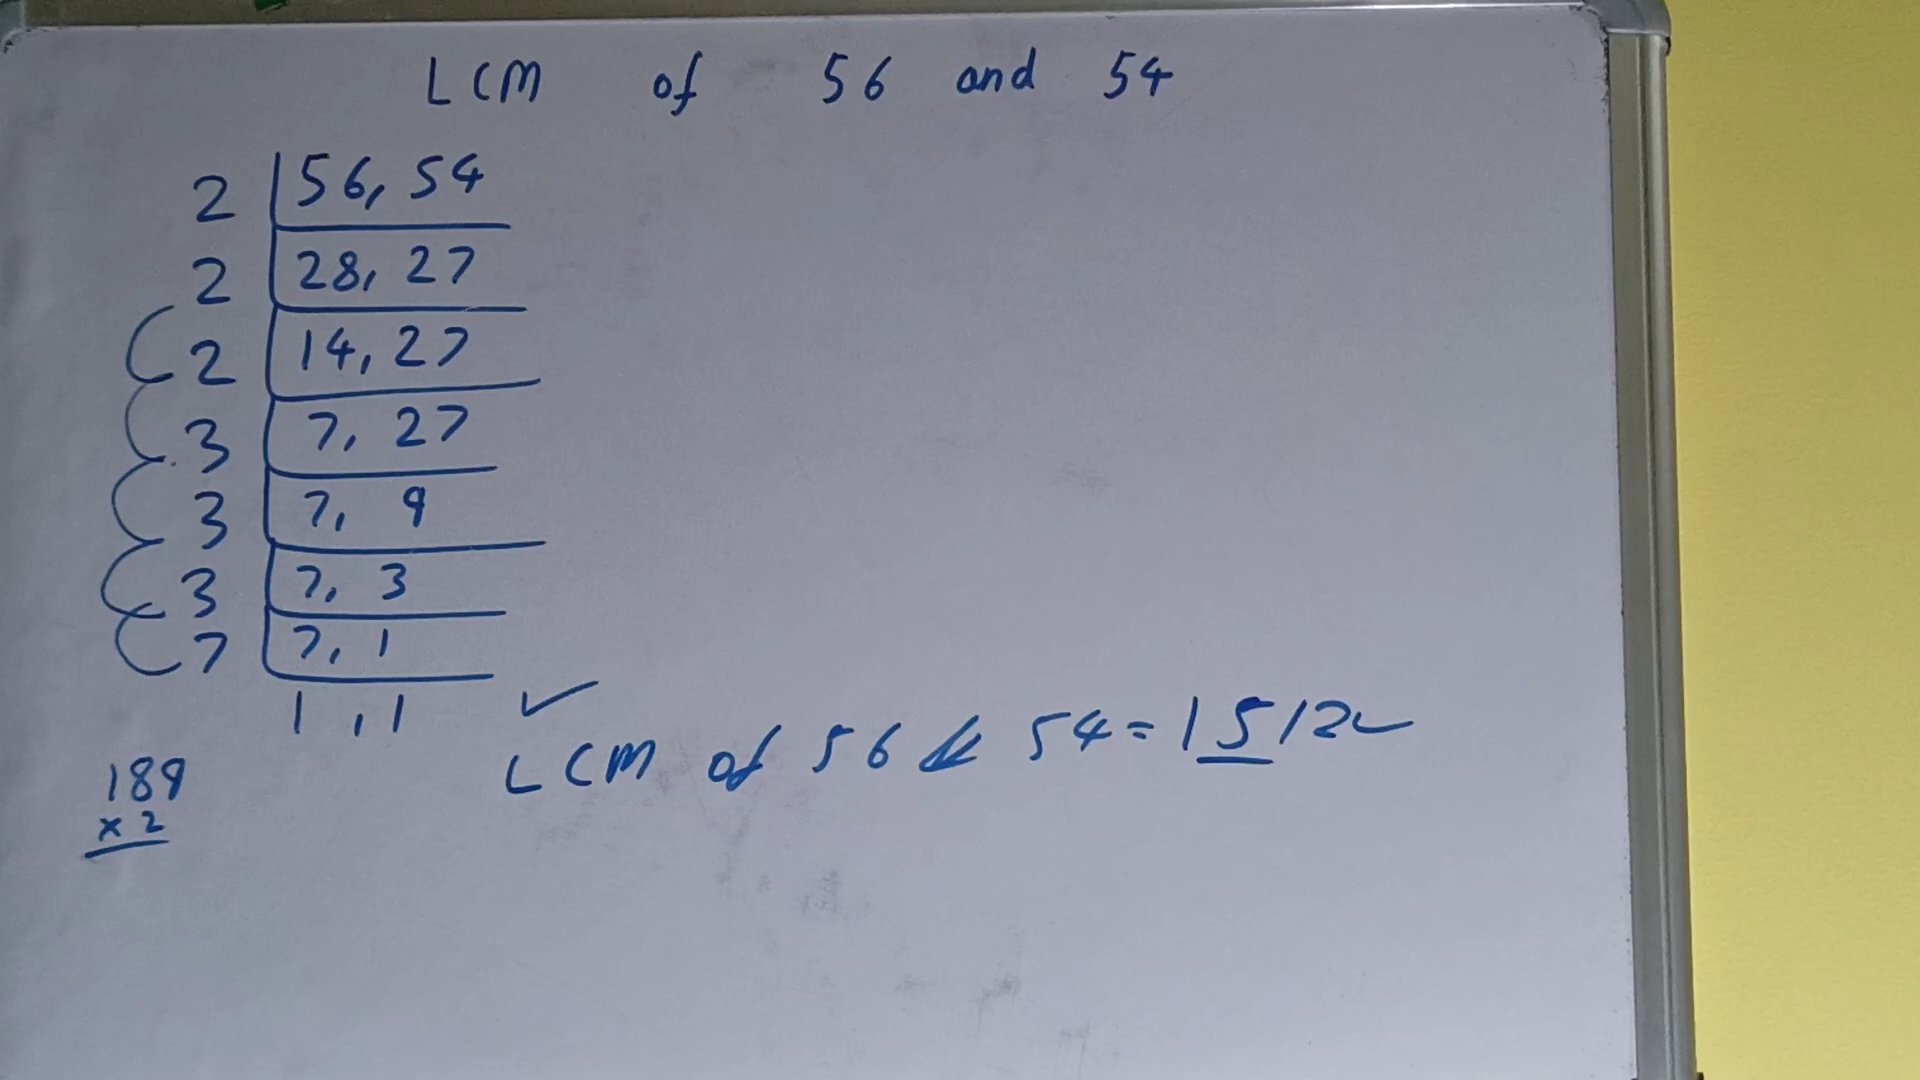 LCM of 56 and 54
2 56, 54
2 28, 27
2 14, 27
3 7, 27
3 7, 9
3 7, 3
7 7, 1
1, 1 ✓
LCM of 56 & 54 = 1512
189
× 2